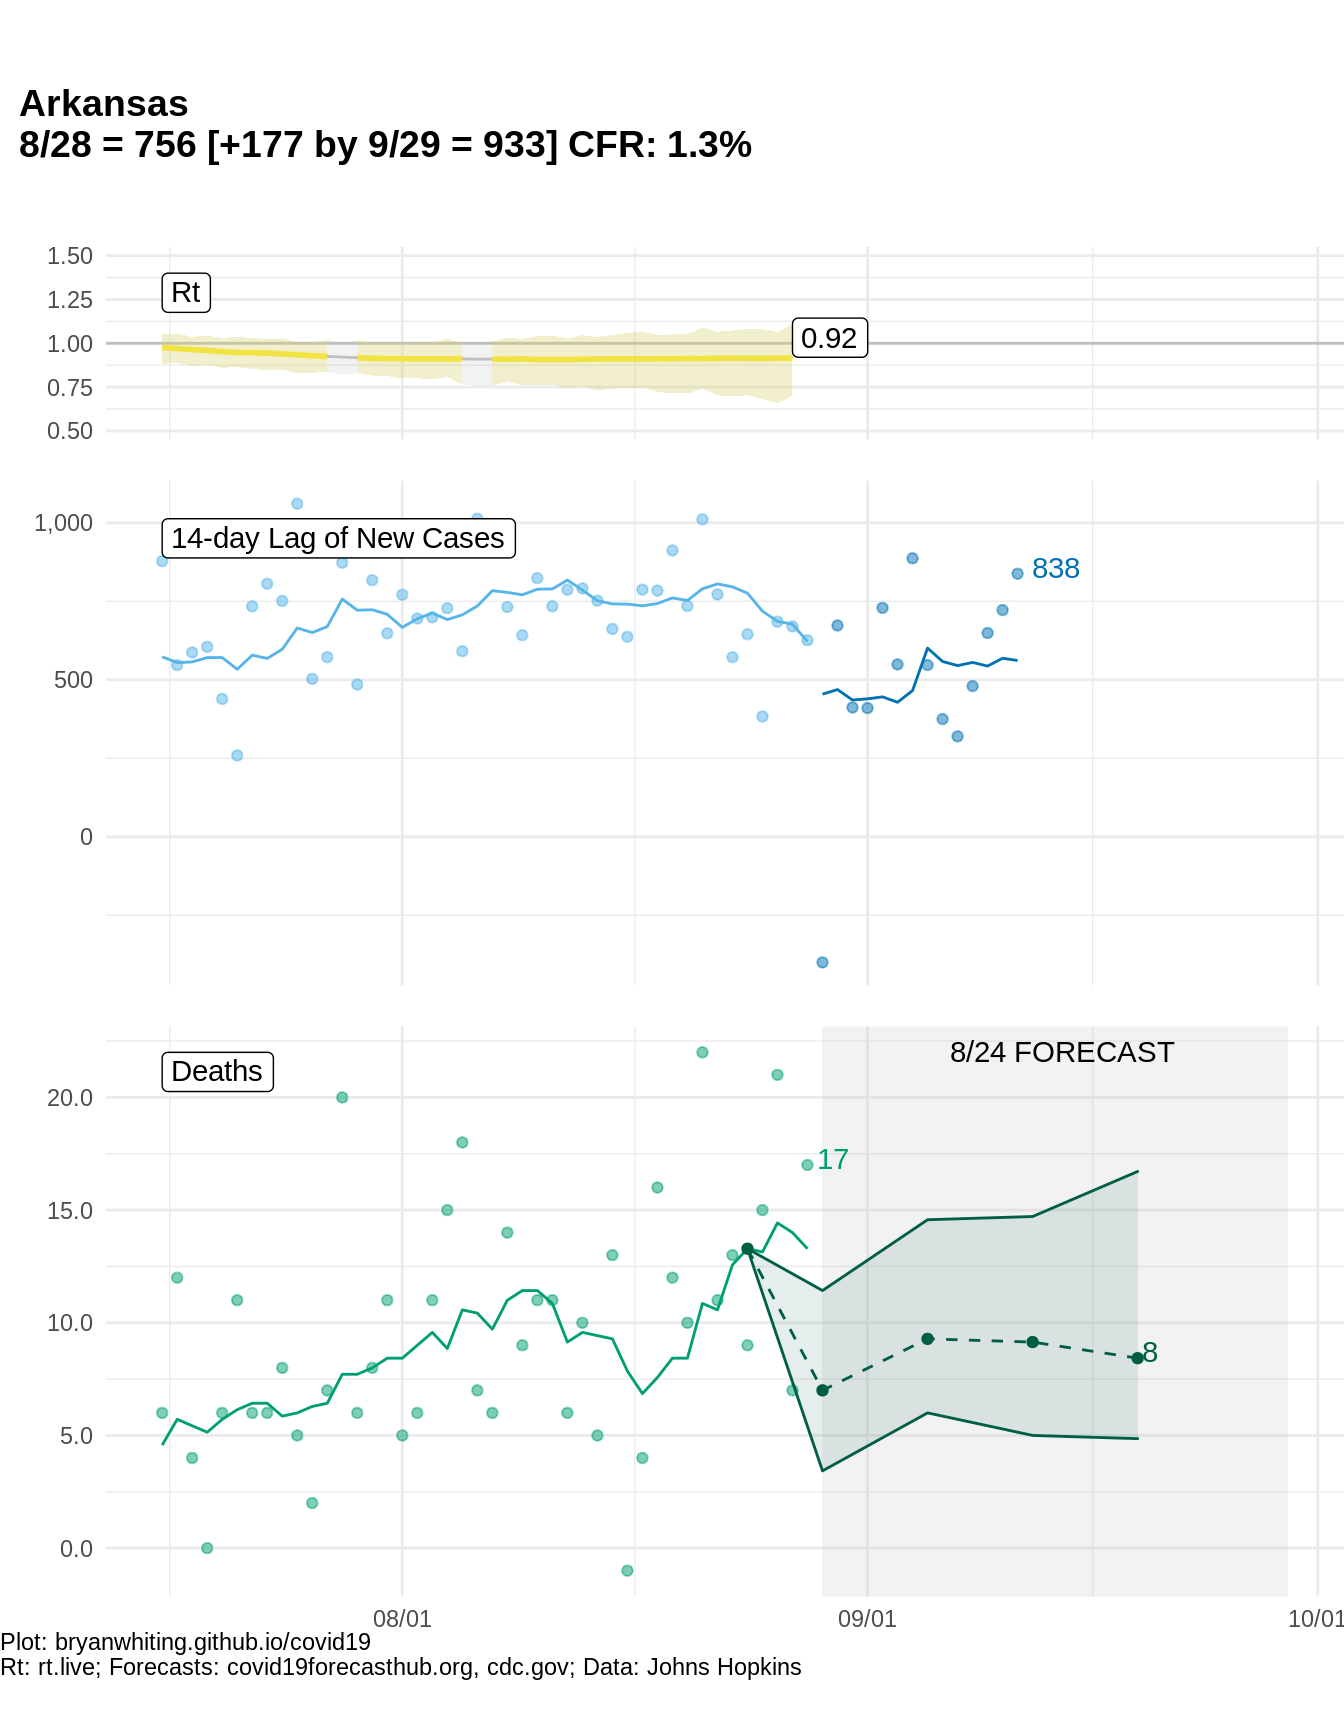 Arkansas
8/28 = 756 [+177 by 9/29 = 933] CFR: 1.3%
1.50
Rt
1.25
1.00
0.92
0.75
0.50
1,000
14-day Lag of New Cases
838
500
0
8/24 FORECAST
Deaths
20.0
17
15.0
10.0
8
5.0
0.0
08/01
09/01
10/01
Plot: bryanwhiting.github.io/covid19
Rt: rt.live; Forecasts: covid19forecasthub.org, cdc.gov; Data: Johns Hopkins